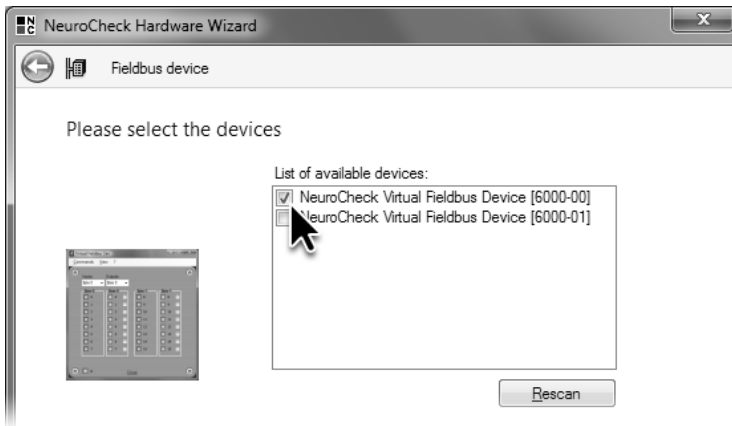 NC NeuroCheck Hardware Wizard
Fieldbus device
Please select the devices
List of available devices:
NeuroCheck Virtual Fieldbus Device [6000-00]
NeuroCheck Virtual Fieldbus Device [6000-01]
Rescan